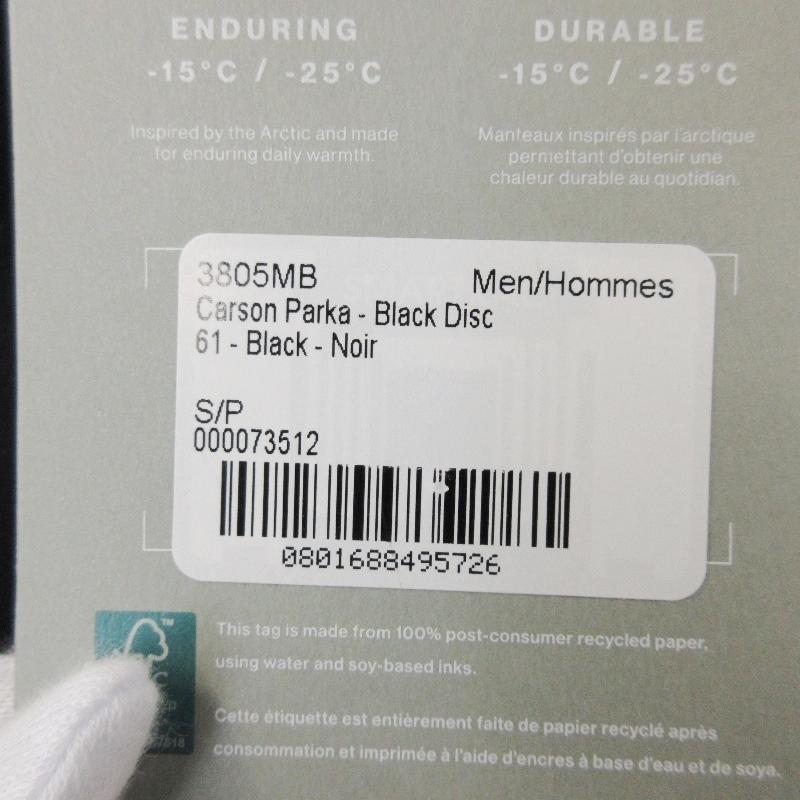 ENDURING
-15°C / -25°C
Inspired by the Arctic and made
for enduring daily warmth.
DURABLE
-15°C / -25°C
Manteaux inspirés par l'arctique
permettant d'obtenir une
chaleur durable au quotidien.
3805MB Men/Hommes
Carson Parka - Black Disc
61 - Black - Noir
S/P
000073512
0801688495726
This tag is made from 100% post-consumer recycled paper,
using water and soy-based inks.
Cette étiquette est entièrement faite de papier recyclé après
consommation et imprimée à l'aide d'encres à base d'eau et de soya.
TM